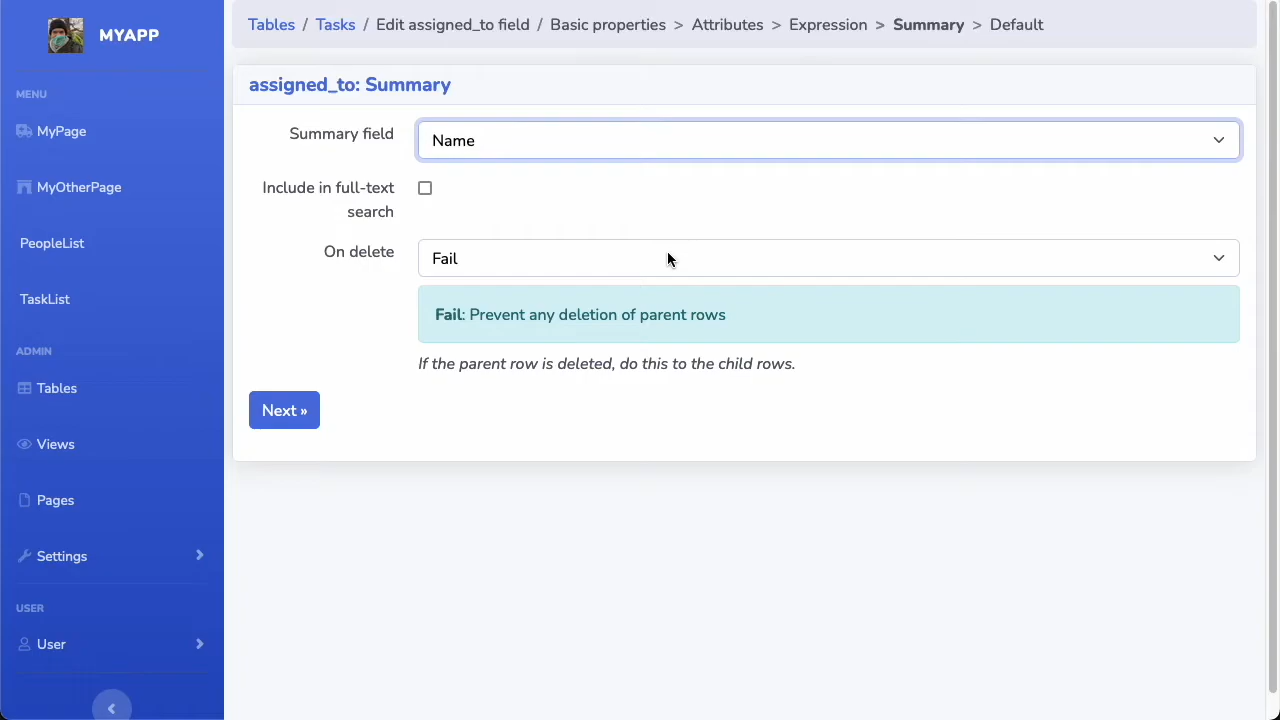 MYAPP
MENU
MyPage
MyOtherPage
PeopleList
TaskList
ADMIN
Tables
Views
Pages
Settings
USER
User
Tables / Tasks / Edit assigned_to field / Basic properties > Attributes > Expression > Summary > Default
assigned_to: Summary
Summary field
Name
Include in full-text
search
On delete
Fail
Fail: Prevent any deletion of parent rows
If the parent row is deleted, do this to the child rows.
Next »